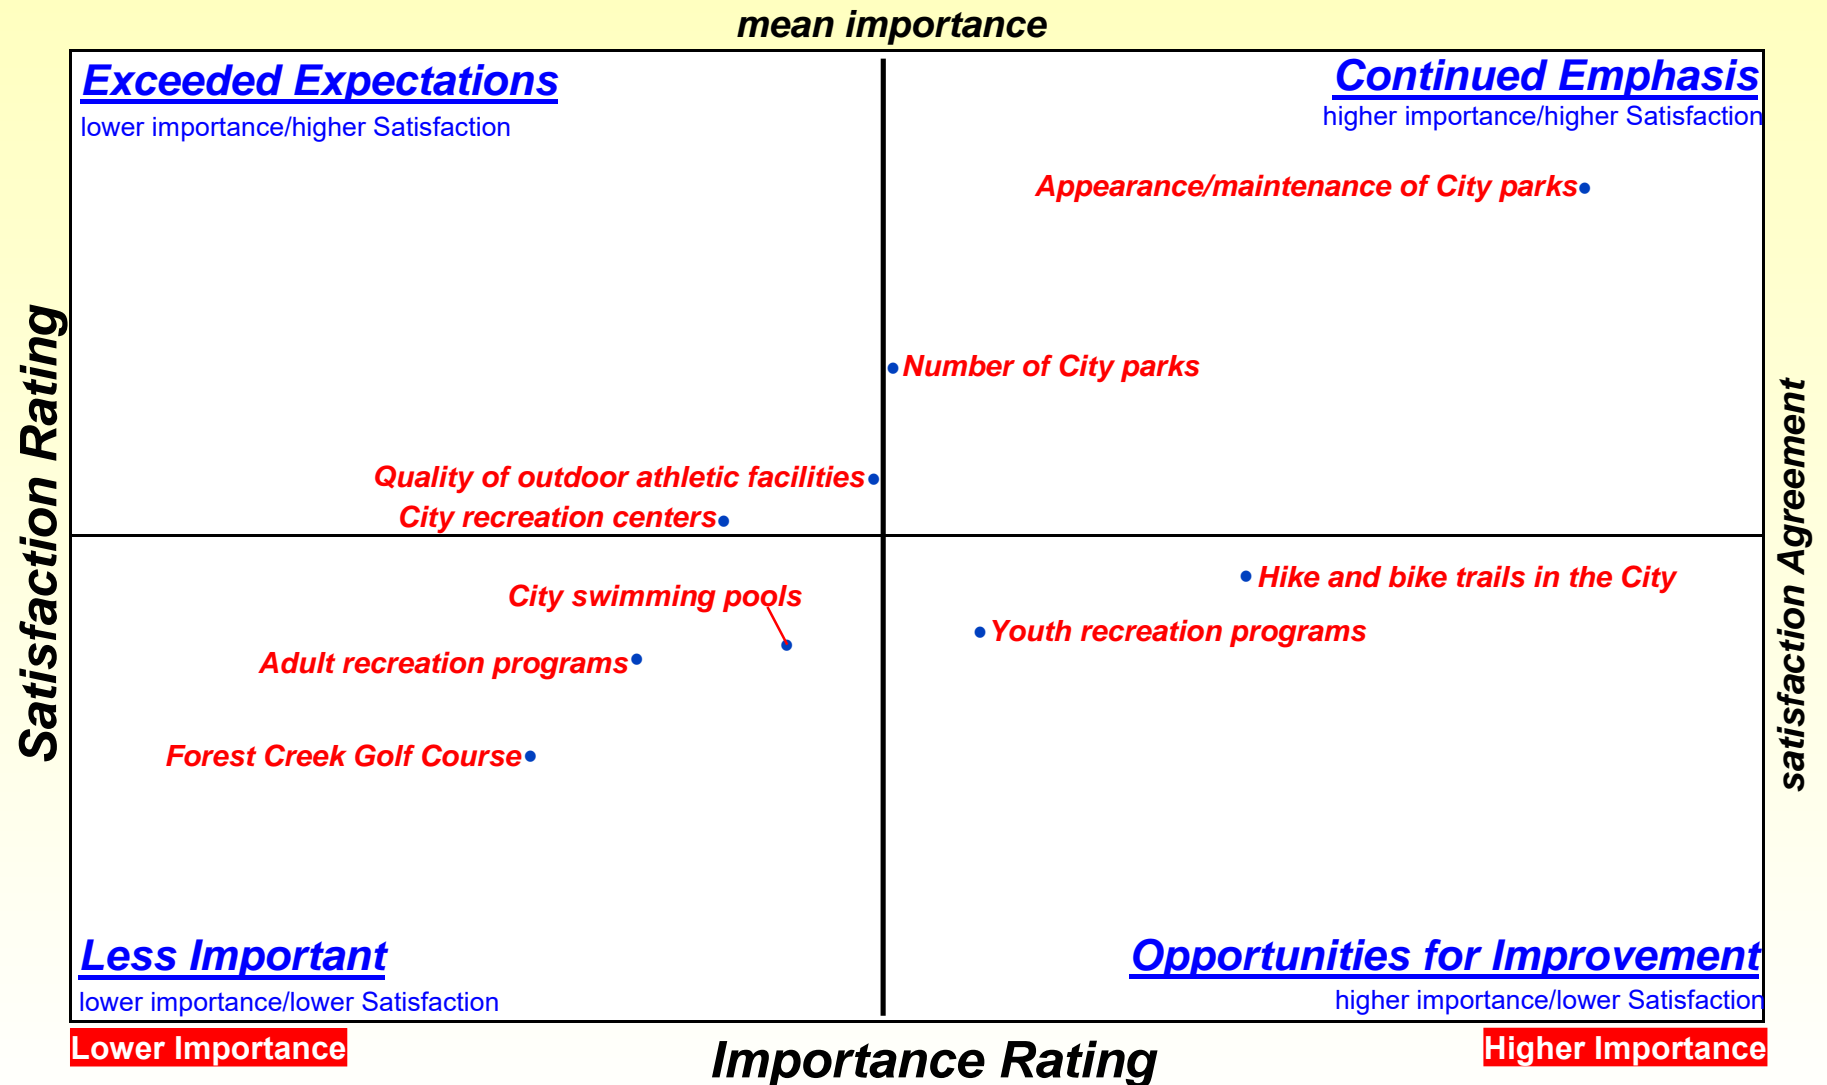 mean importance
Exceeded Expectations
lower importance/higher Satisfaction
Continued Emphasis
higher importance/higher Satisfaction
Appearance/maintenance of City parks
Number of City parks
Quality of outdoor athletic facilities
City recreation centers
Satisfaction Rating
satisfaction Agreement
Hike and bike trails in the City
City swimming pools
Youth recreation programs
Adult recreation programs
Forest Creek Golf Course
Less Important
lower importance/lower Satisfaction
Opportunities for Improvement
higher importance/lower Satisfaction
Lower Importance
Importance Rating
Higher Importance